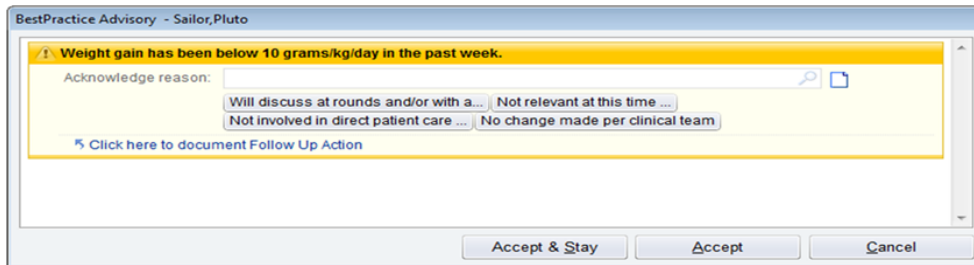 BestPractice Advisory - Sailor,Pluto
Weight gain has been below 10 grams/kg/day in the past week.
Acknowledge reason:
Will discuss at rounds and/or with a... Not relevant at this time ...
Not involved in direct patient care ... No change made per clinical team
Click here to document Follow Up Action
Accept & Stay Accept Cancel